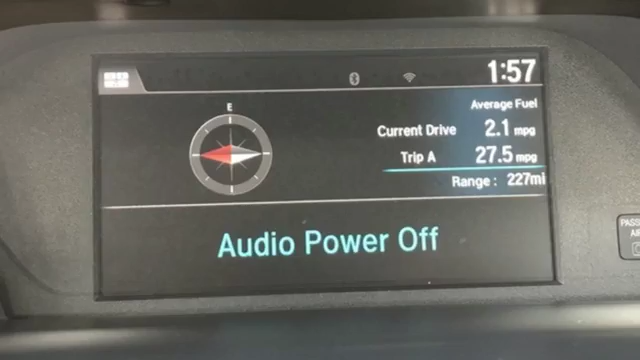 1:57
E
Average Fuel
Current Drive 2.1 mpg
Trip A 27.5 mpg
Range : 227mi
Audio Power Off
PASS
AIR